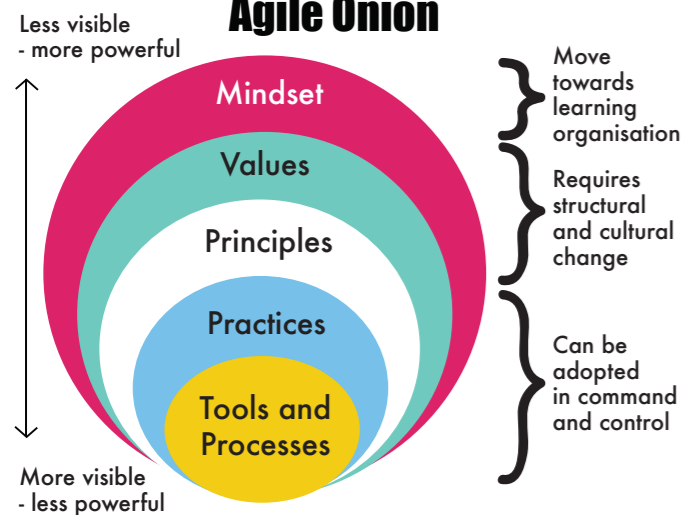 Agile Onion
Less visible
- more powerful
Mindset
Values
Principles
Practices
Tools and
Processes
More visible
- less powerful
Move
towards
learning
organisation
Requires
structural
and cultural
change
Can be
adopted
in command
and control